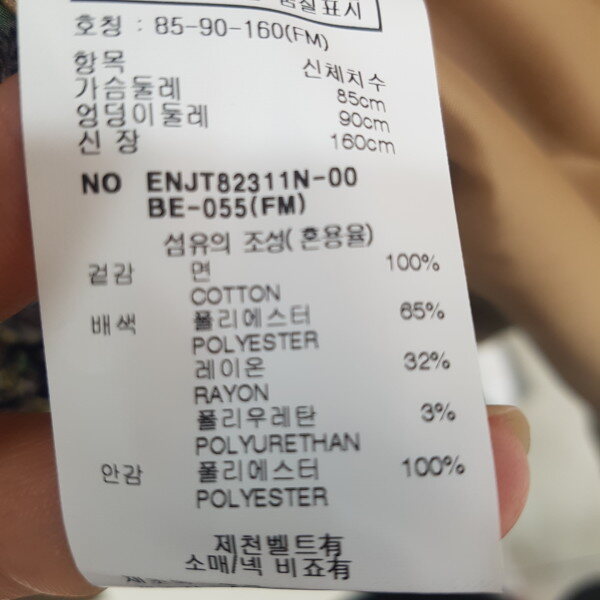 품질표시
호칭 : 85-90-160(FM)
항목 신체치수
가슴둘레 85cm
엉덩이둘레 90cm
신 장 160cm
NO ENJT82311N-00
BE-055(FM)
섬유의 조성(혼용율)
겉감 면 100%
COTTON
배색 폴리에스터 65%
POLYESTER
레이온 32%
RAYON
폴리우레탄 3%
POLYURETHAN
안감 폴리에스터 100%
POLYESTER
제천벨트有
소매/넥 비죠有